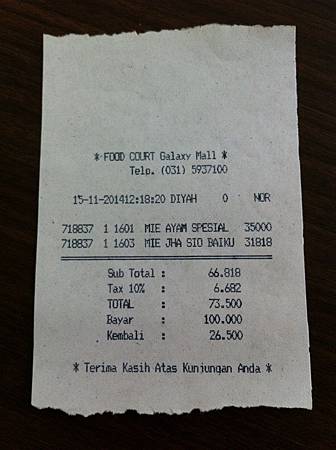 * FOOD COURT Galaxy Mall *
Telp. (031) 5937100
15-11-201412:18:20 DIYAH 0 NOR
718837 1 1601 MIE AYAM SPESIAL 35000
718837 1 1603 MIE JHA SIO BAIKU 31818
Sub Total : 66.818
Tax 10% : 6.682
TOTAL : 73.500
Bayar : 100.000
Kembali : 26.500
* Terima Kasih Atas Kunjungan Anda *